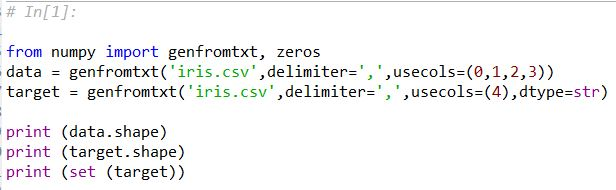 # In[1]:
from numpy import genfromtxt, zeros
data = genfromtxt('iris.csv',delimiter=',',usecols=(0,1,2,3))
target = genfromtxt('iris.csv',delimiter=',',usecols=(4),dtype=str)
print (data.shape)
print (target.shape)
print (set (target))